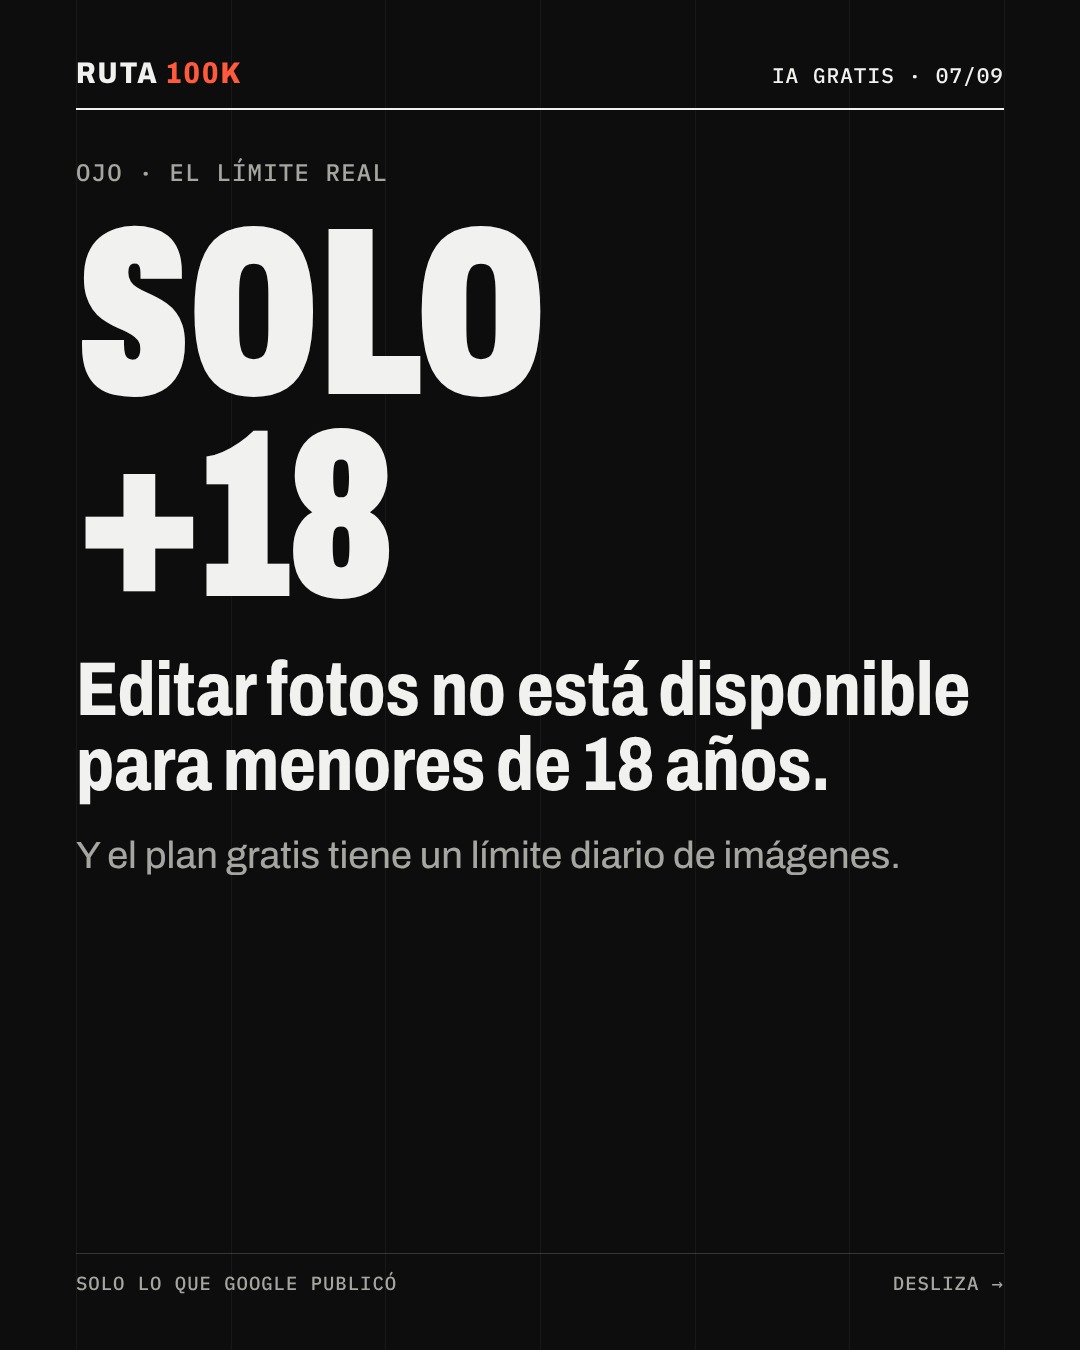 RUTA 100K
IA GRATIS · 07/09
OJO · EL LÍMITE REAL
SOLO
+18
Editar fotos no está disponible
para menores de 18 años.
Y el plan gratis tiene un límite diario de imágenes.
SOLO LO QUE GOOGLE PUBLICÓ
DESLIZA →